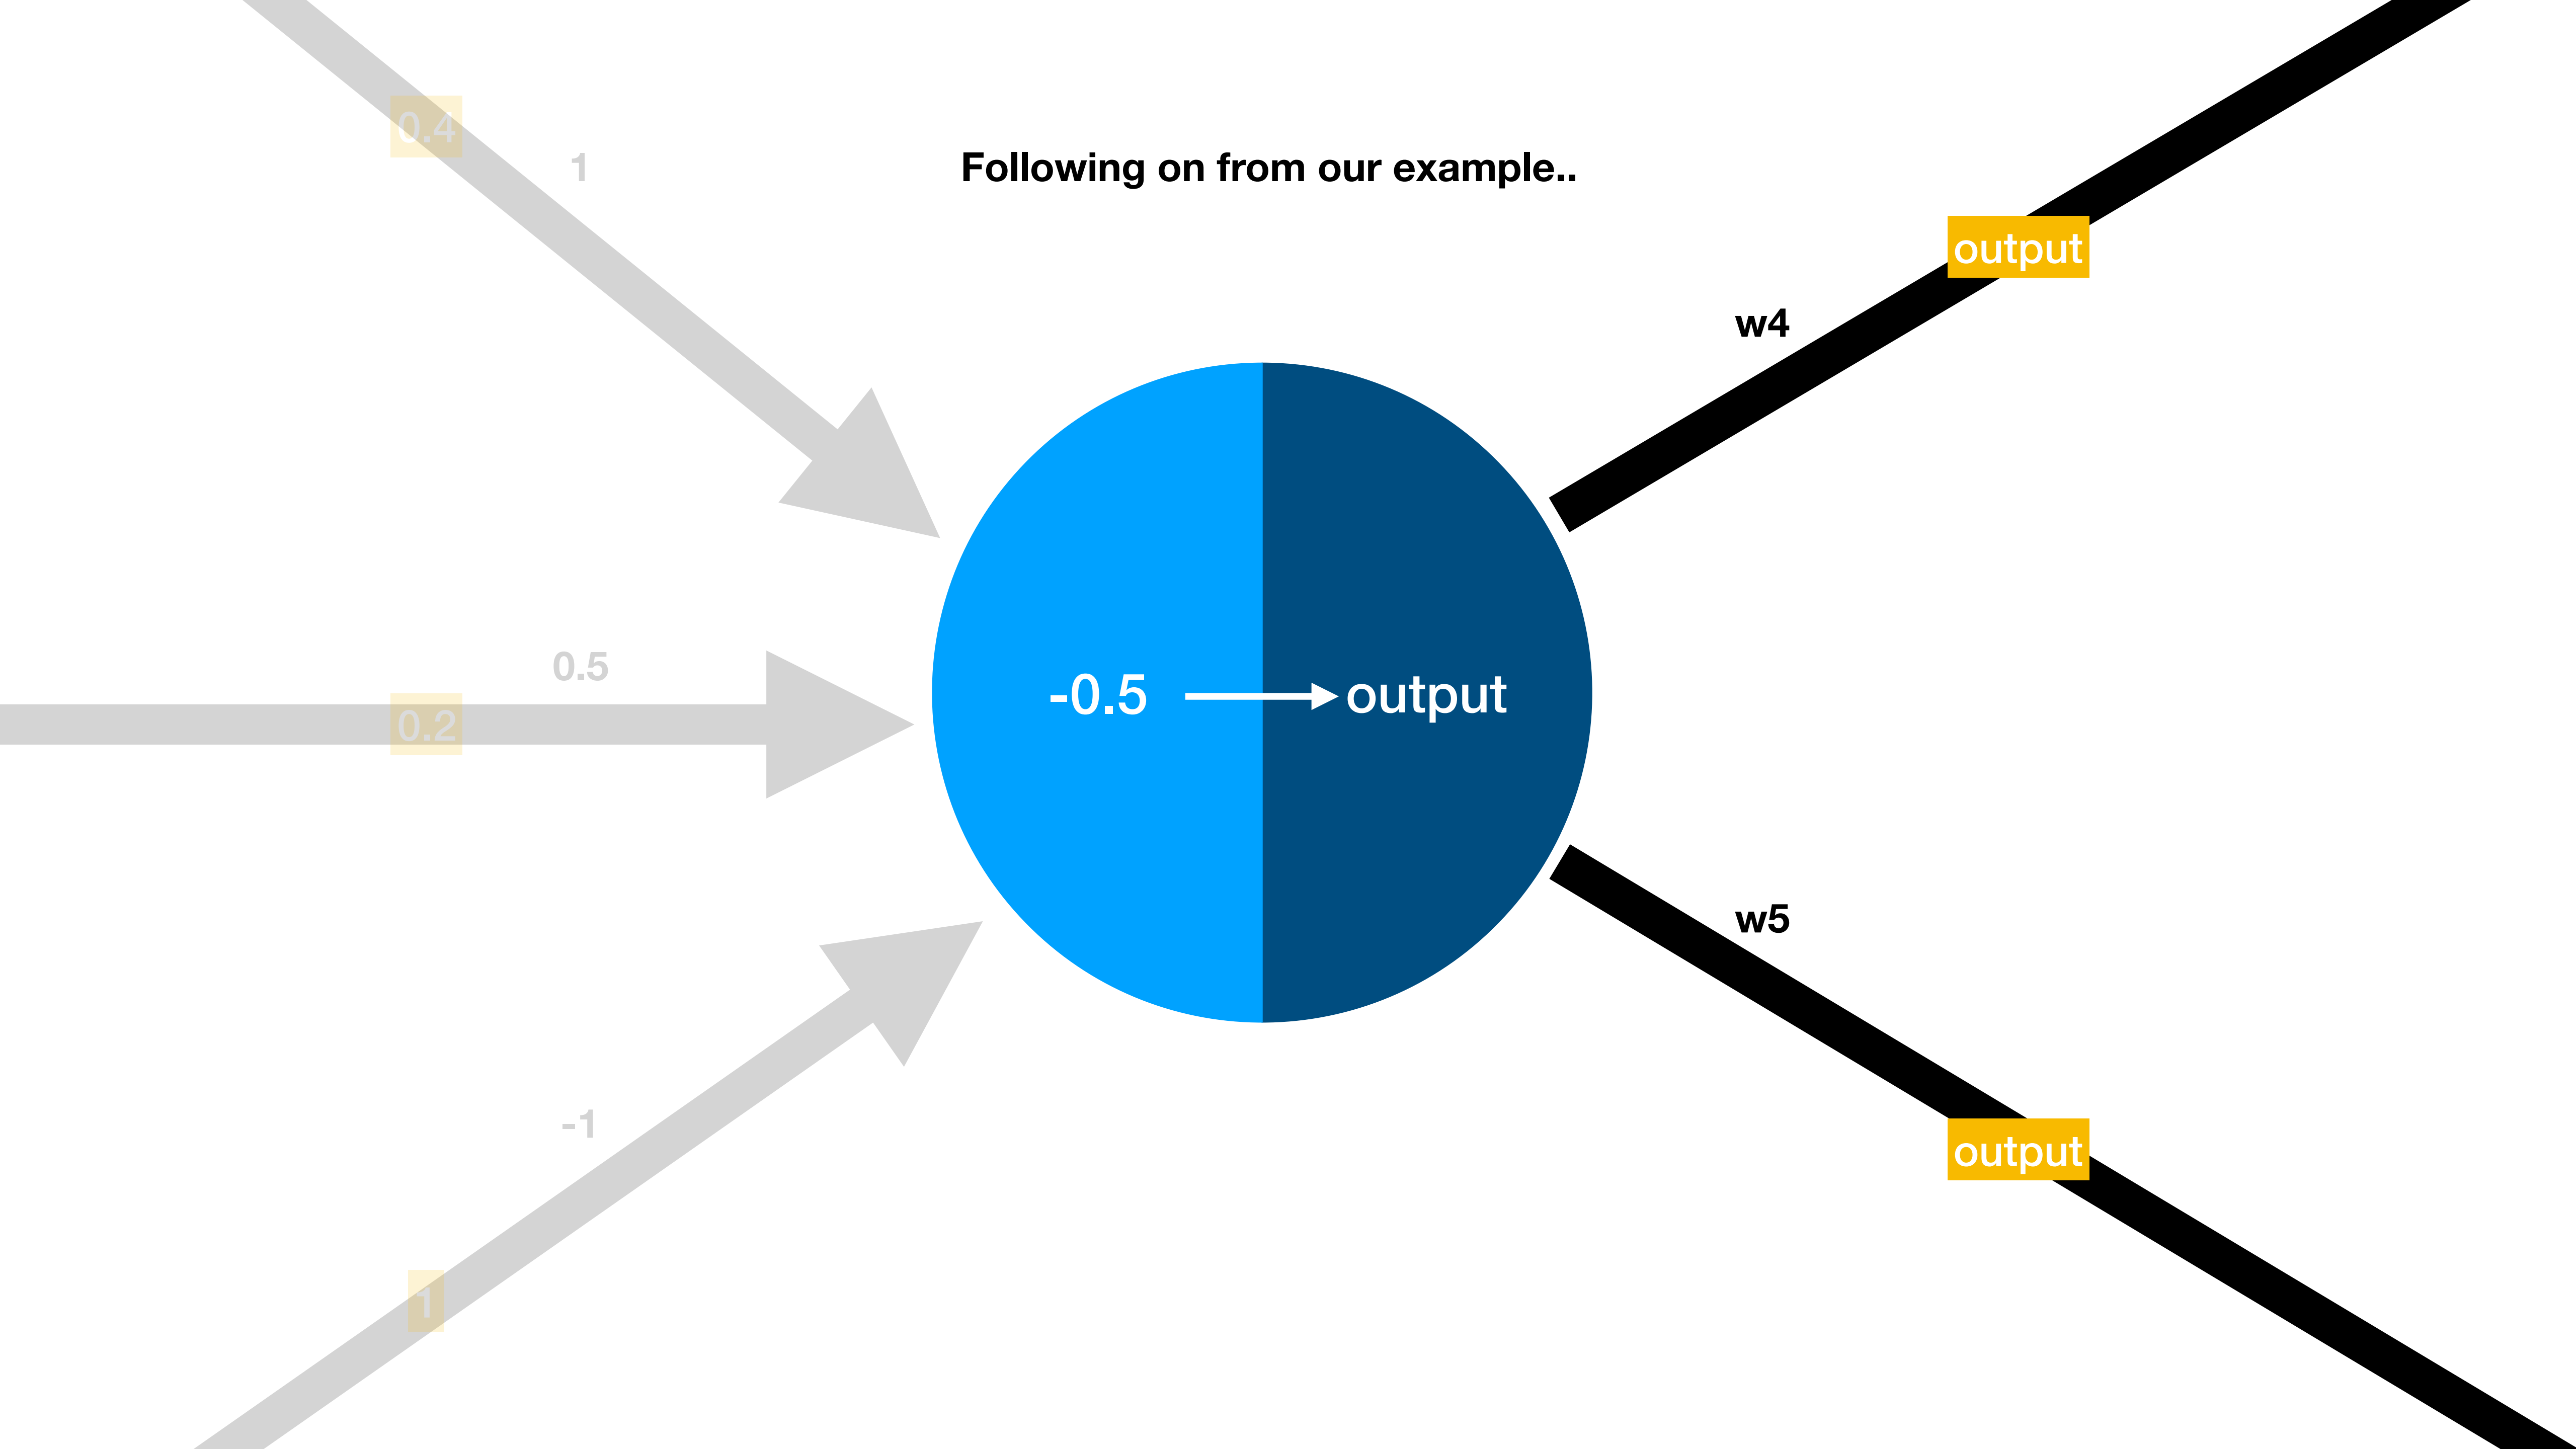 0.4
1
Following on from our example..
output
w4
0.5
0.2
-0.5
output
w5
-1
output
1